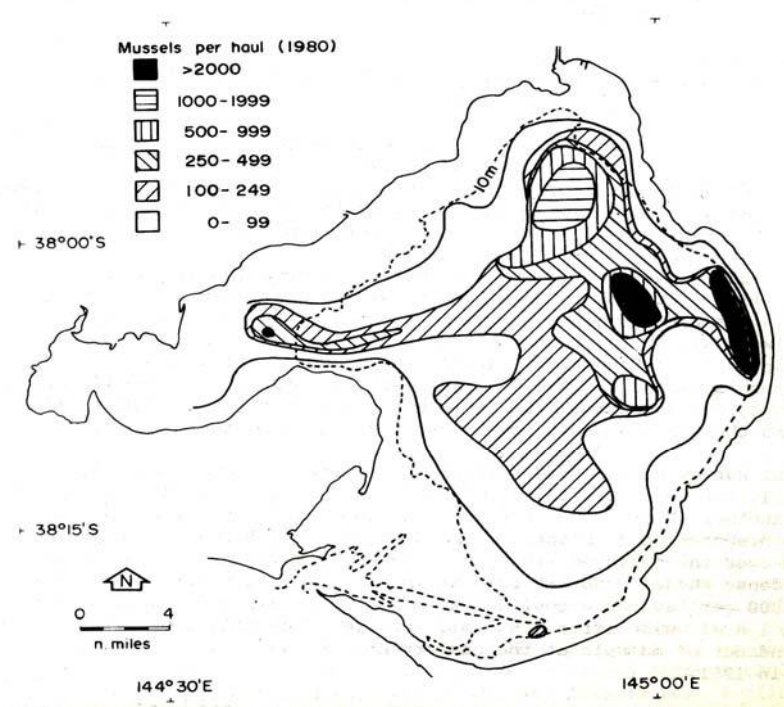 Mussels per haul (1980)
>2000
1000-1999
500-999
250-499
100-249
0-99
10m
38°00'S
38°15'S
N
0 4
n. miles
144°30'E
145°00'E